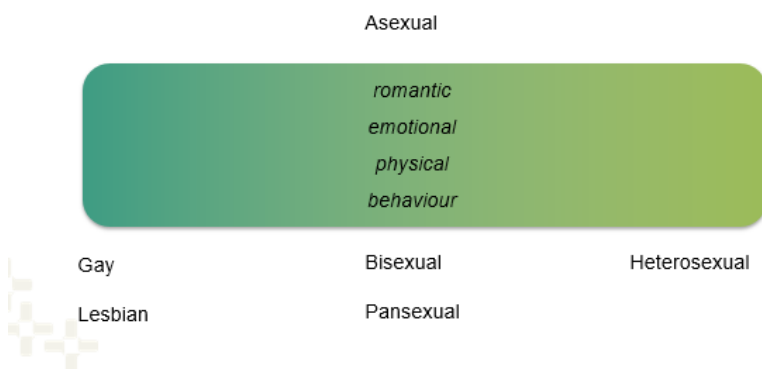 Asexual
romantic
emotional
physical
behaviour
Gay Bisexual Heterosexual
Lesbian Pansexual